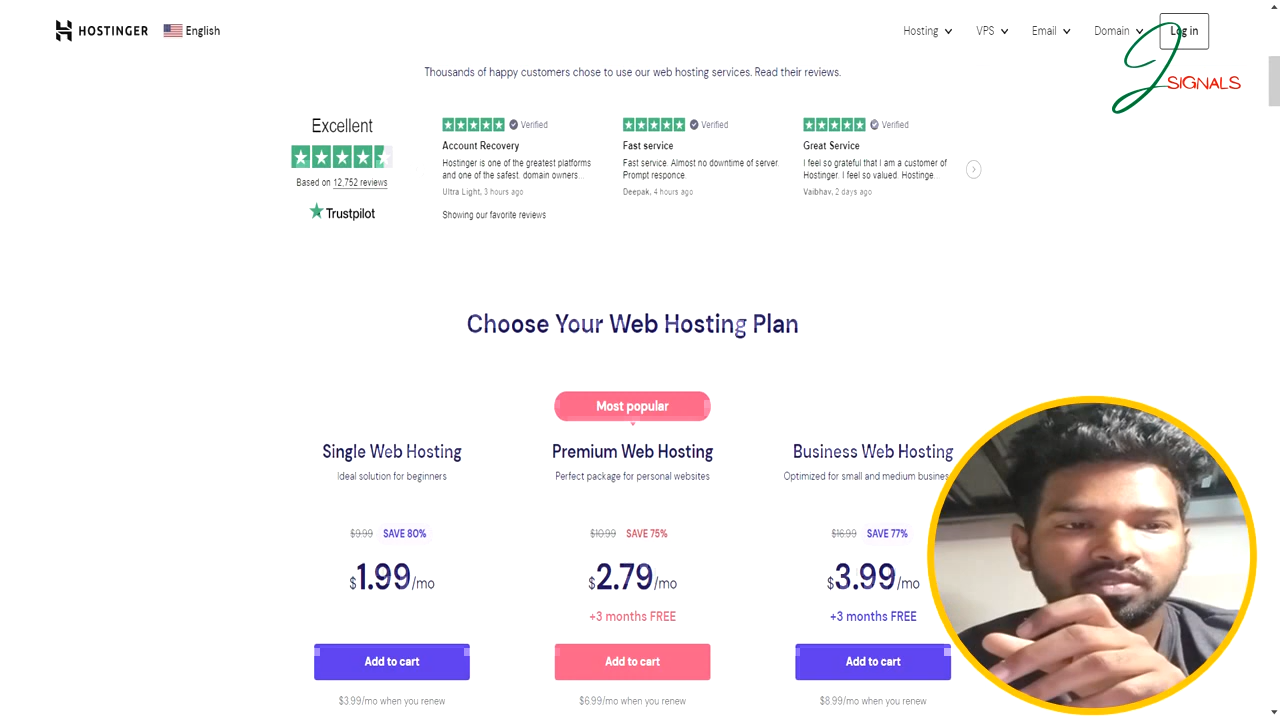 HOSTINGER English Hosting VPS Email Domain Log in
J SIGNALS
Thousands of happy customers chose to use our web hosting services. Read their reviews.
Excellent
Based on 12,752 reviews
Trustpilot
Verified
Account Recovery
Hostinger is one of the greatest platforms
and one of the safest domain owners...
Ultra Light, 3 hours ago
Showing our favorite reviews
Verified
Fast service
Fast service. Almost no downtime of server.
Prompt responce.
Deepak, 4 hours ago
Verified
Great Service
I feel so grateful that I am a customer of
Hostinger. I feel so valued. Hostinge...
Vaibhav, 2 days ago
Choose Your Web Hosting Plan
Single Web Hosting
Ideal solution for beginners
$9.99 SAVE 80%
$1.99/mo
Add to cart
$3.99/mo when you renew
Most popular
Premium Web Hosting
Perfect package for personal websites
$10.99 SAVE 75%
$2.79/mo
+3 months FREE
Add to cart
$6.99/mo when you renew
Business Web Hosting
Optimized for small and medium busines
$16.99 SAVE 77%
$3.99/mo
+3 months FREE
Add to cart
$8.99/mo when you renew